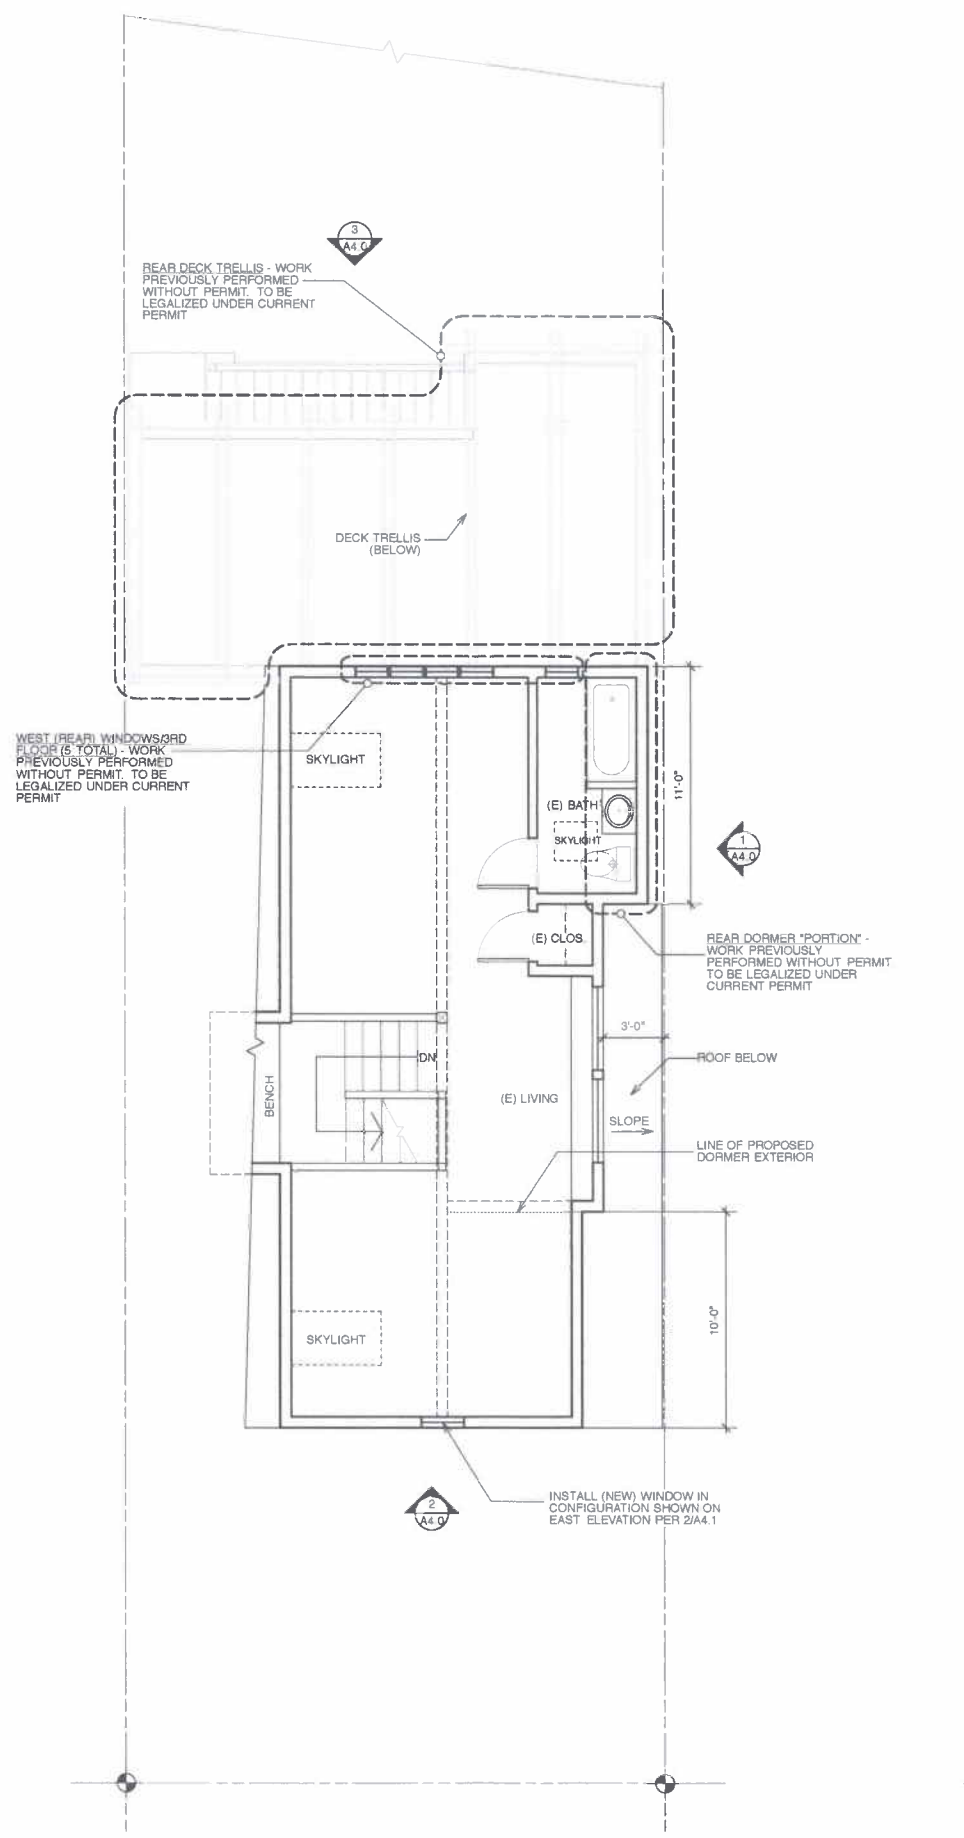 3
A4.0
REAR DECK TRELLIS - WORK
PREVIOUSLY PERFORMED
WITHOUT PERMIT. TO BE
LEGALIZED UNDER CURRENT
PERMIT
DECK TRELLIS
(BELOW)
WEST (REAR) WINDOWS/3RD
FLOOR (5 TOTAL) - WORK
PREVIOUSLY PERFORMED
WITHOUT PERMIT. TO BE
LEGALIZED UNDER CURRENT
PERMIT
SKYLIGHT
(E) BATH
SKYLIGHT
11'-0"
1
A4.0
(E) CLOS.
REAR DORMER "PORTION" -
WORK PREVIOUSLY
PERFORMED WITHOUT PERMIT
TO BE LEGALIZED UNDER
CURRENT PERMIT
3'-0"
DN
ROOF BELOW
BENCH
(E) LIVING
SLOPE
LINE OF PROPOSED
DORMER EXTERIOR
10'-0"
SKYLIGHT
2
A4.0
INSTALL (NEW) WINDOW IN
CONFIGURATION SHOWN ON
EAST ELEVATION PER 2/A4.1